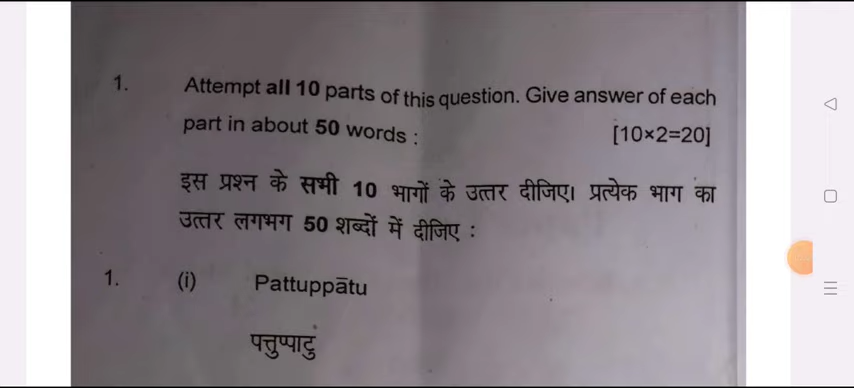 1. Attempt all 10 parts of this question. Give answer of each
part in about 50 words : [10×2=20]
इस प्रश्न के सभी 10 भागों के उत्तर दीजिए। प्रत्येक भाग का
उत्तर लगभग 50 शब्दों में दीजिए :
1. (i) Pattuppātu
पत्तुप्पाटु